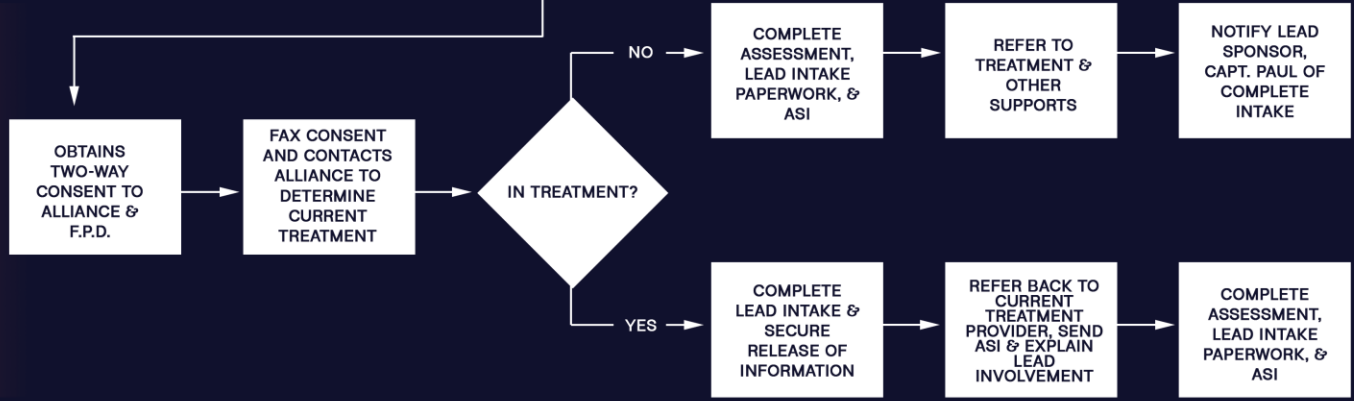 OBTAINS
TWO-WAY
CONSENT TO
ALLIANCE &
F.P.D.
FAX CONSENT
AND CONTACTS
ALLIANCE TO
DETERMINE
CURRENT
TREATMENT
IN TREATMENT?
NO
COMPLETE
ASSESSMENT,
LEAD INTAKE
PAPERWORK, &
ASI
REFER TO
TREATMENT &
OTHER
SUPPORTS
NOTIFY LEAD
SPONSOR,
CAPT. PAUL OF
COMPLETE
INTAKE
YES
COMPLETE
LEAD INTAKE &
SECURE
RELEASE OF
INFORMATION
REFER BACK TO
CURRENT
TREATMENT
PROVIDER, SEND
ASI & EXPLAIN
LEAD
INVOLVEMENT
COMPLETE
ASSESSMENT,
LEAD INTAKE
PAPERWORK, &
ASI